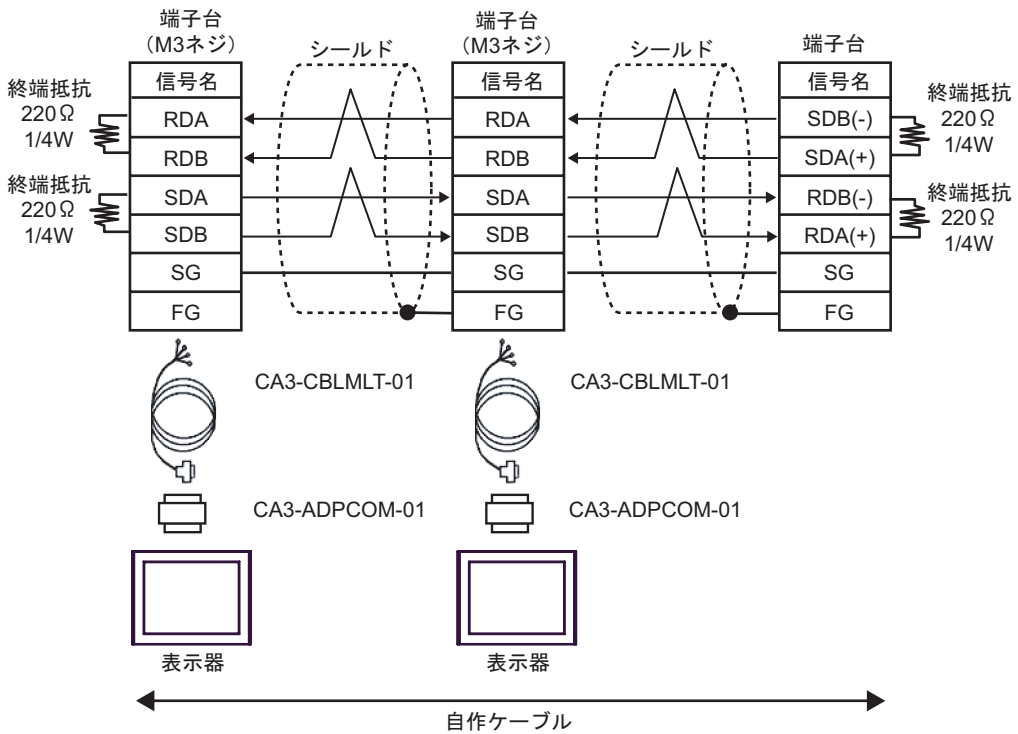 端子台
(M3ネジ)
シールド
端子台
(M3ネジ)
シールド
端子台
終端抵抗
220Ω
1/4W
終端抵抗
220Ω
1/4W
信号名
RDA
RDB
SDA
SDB
SG
FG
信号名
RDA
RDB
SDA
SDB
SG
FG
信号名
SDB(-)
SDA(+)
RDB(-)
RDA(+)
SG
FG
終端抵抗
220Ω
1/4W
終端抵抗
220Ω
1/4W
CA3-CBLMLT-01
CA3-CBLMLT-01
CA3-ADPCOM-01
CA3-ADPCOM-01
表示器
表示器
自作ケーブル